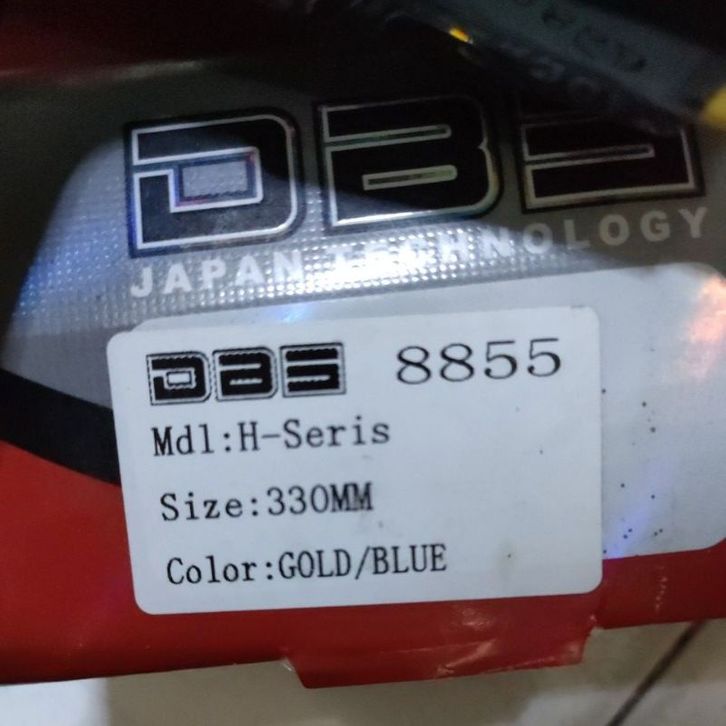 DBS
JAPAN TECHNOLOGY
DBS 8855
Mdl:H-Seris
Size:330MM
Color:GOLD/BLUE